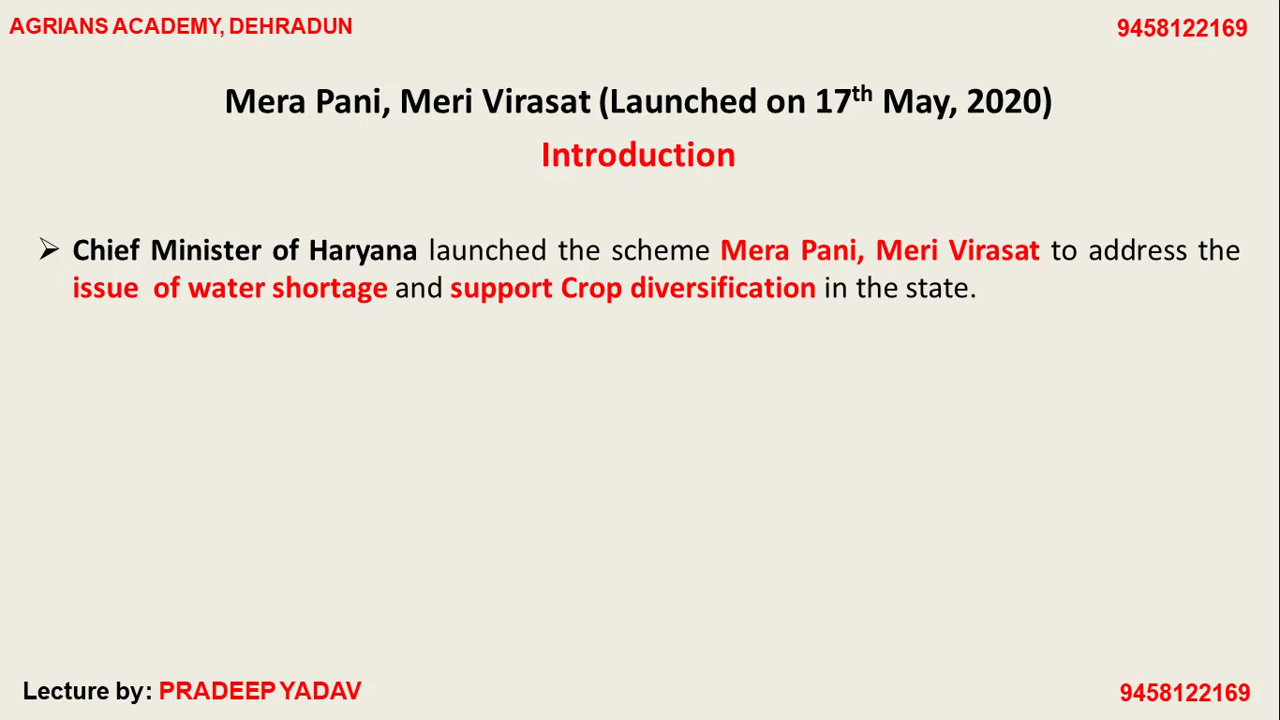 AGRIANS ACADEMY, DEHRADUN
9458122169
Mera Pani, Meri Virasat (Launched on 17th May, 2020)
Introduction
➢ Chief Minister of Haryana launched the scheme Mera Pani, Meri Virasat to address the
issue of water shortage and support Crop diversification in the state.
Lecture by: PRADEEP YADAV
9458122169